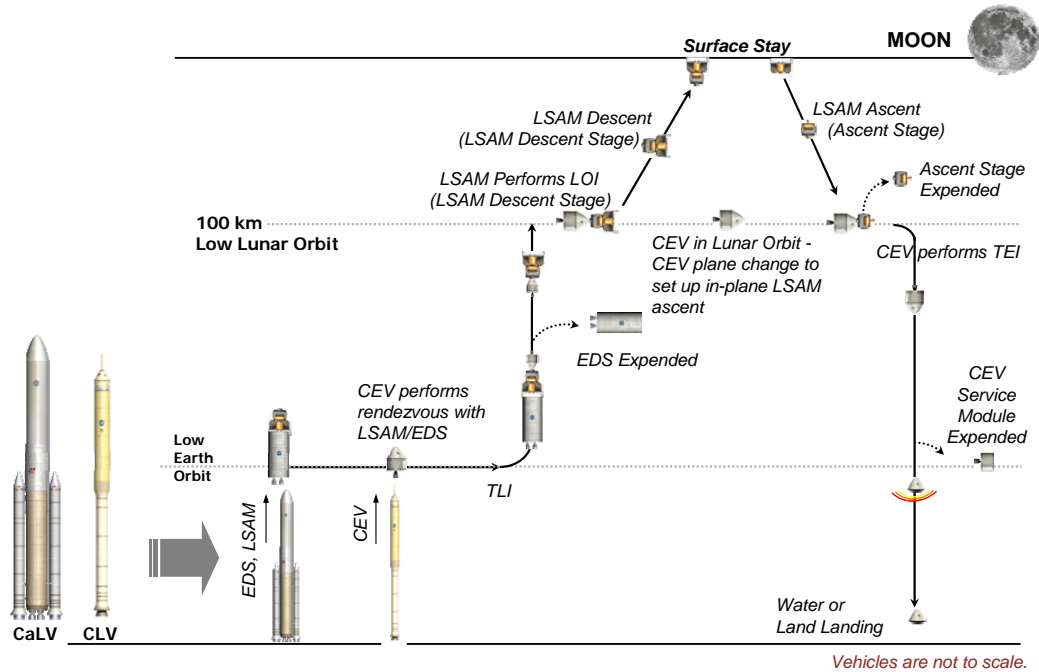 MOON
Surface Stay
LSAM Descent
(LSAM Descent Stage)
LSAM Ascent
(Ascent Stage)
LSAM Performs LOI
(LSAM Descent Stage)
Ascent Stage
Expended
100 km
Low Lunar Orbit
CEV in Lunar Orbit -
CEV plane change to
set up in-plane LSAM
ascent
CEV performs TEI
EDS Expended
CEV performs
rendezvous with
LSAM/EDS
CEV
Service
Module
Expended
Low
Earth
Orbit
TLI
EDS, LSAM
CEV
Water or
Land Landing
CaLV
CLV
Vehicles are not to scale.